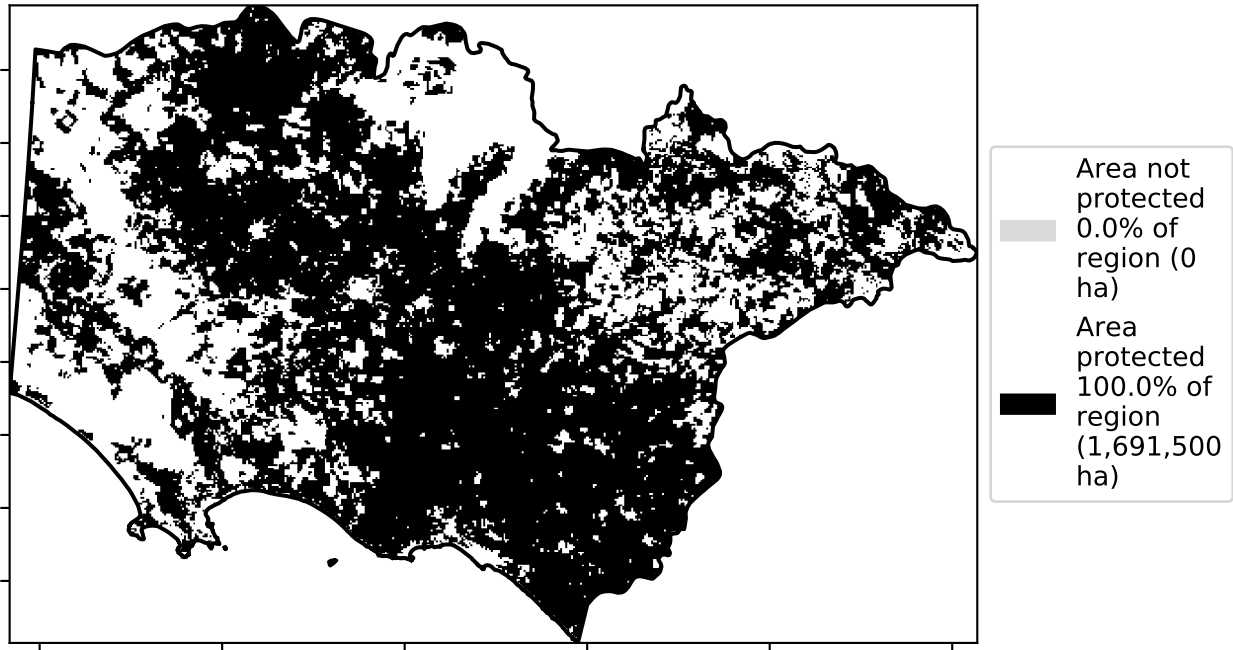 Area not
protected
0.0% of
region (0
ha)
Area
protected
100.0% of
region
(1,691,500
ha)